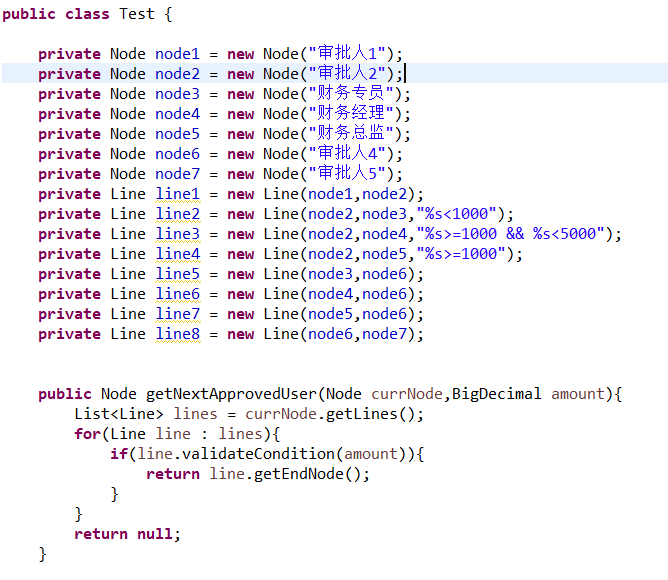 public class Test {
private Node node1 = new Node("审批人1");
private Node node2 = new Node("审批人2");
private Node node3 = new Node("财务专员");
private Node node4 = new Node("财务经理");
private Node node5 = new Node("财务总监");
private Node node6 = new Node("审批人4");
private Node node7 = new Node("审批人5");
private Line line1 = new Line(node1,node2);
private Line line2 = new Line(node2,node3,"%s<1000");
private Line line3 = new Line(node2,node4,"%s>=1000 && %s<5000");
private Line line4 = new Line(node2,node5,"%s>=1000");
private Line line5 = new Line(node3,node6);
private Line line6 = new Line(node4,node6);
private Line line7 = new Line(node5,node6);
private Line line8 = new Line(node6,node7);
public Node getNextApprovedUser(Node currNode,BigDecimal amount){
List<Line> lines = currNode.getLines();
for(Line line : lines){
if(line.validateCondition(amount)){
return line.getEndNode();
}
}
return null;
}